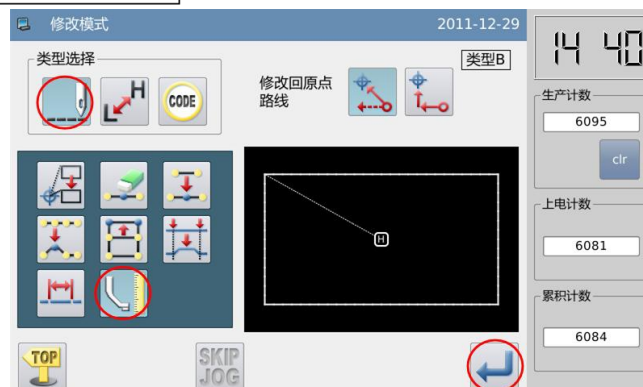 修改模式
2011-12-29
类型选择
H
CODE
修改回原点
路线
类型B
14 40
生产计数
6095
clr
上电计数
6081
累积计数
6084
H
TOP
SKIP
JOG